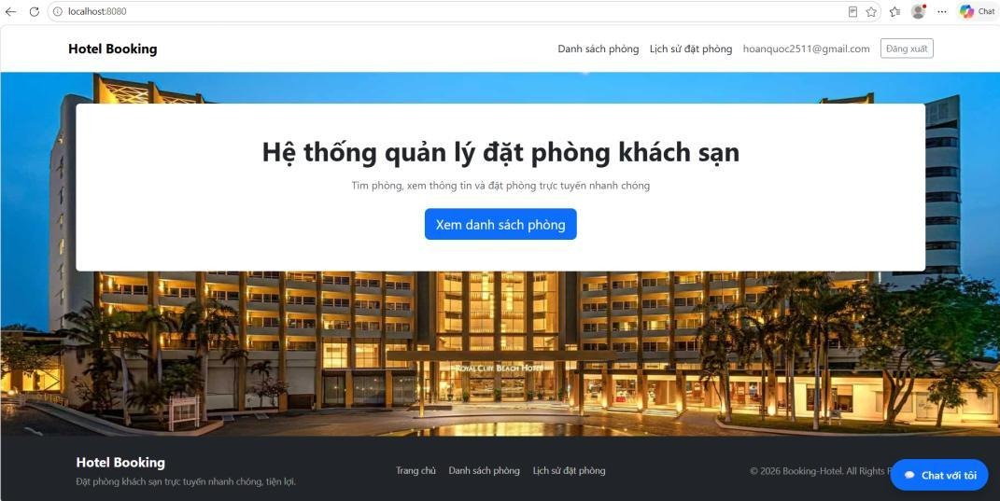 localhost:8080
Chat
Hotel Booking
Danh sách phòng
Lịch sử đặt phòng
hoanquoc2511@gmail.com
Đăng xuất
Hệ thống quản lý đặt phòng khách sạn
Tìm phòng, xem thông tin và đặt phòng trực tuyến nhanh chóng
Xem danh sách phòng
ROYAL CLIFF BEACH HOTEL
Hotel Booking
Đặt phòng khách sạn trực tuyến nhanh chóng, tiện lợi.
Trang chủ
Danh sách phòng
Lịch sử đặt phòng
© 2026 Booking-Hotel. All Rights
Chat với tôi